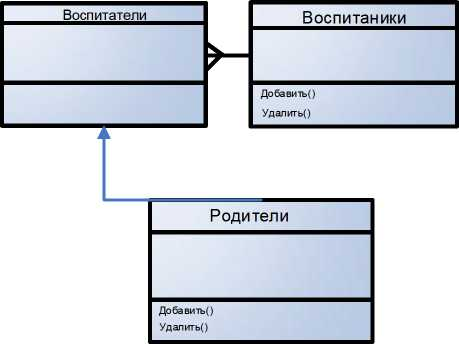 Воспитатели
Воспитаники
Добавить()
Удалить()
Родители
Добавить()
Удалить()